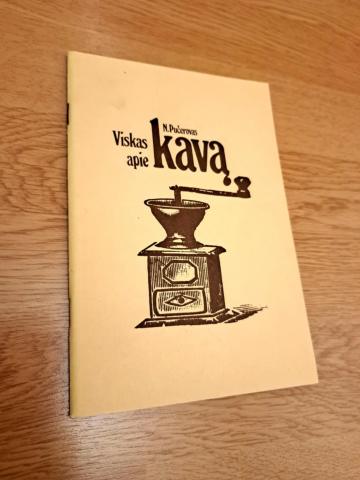 N. Pučerovas
Viskas
apie
kavą